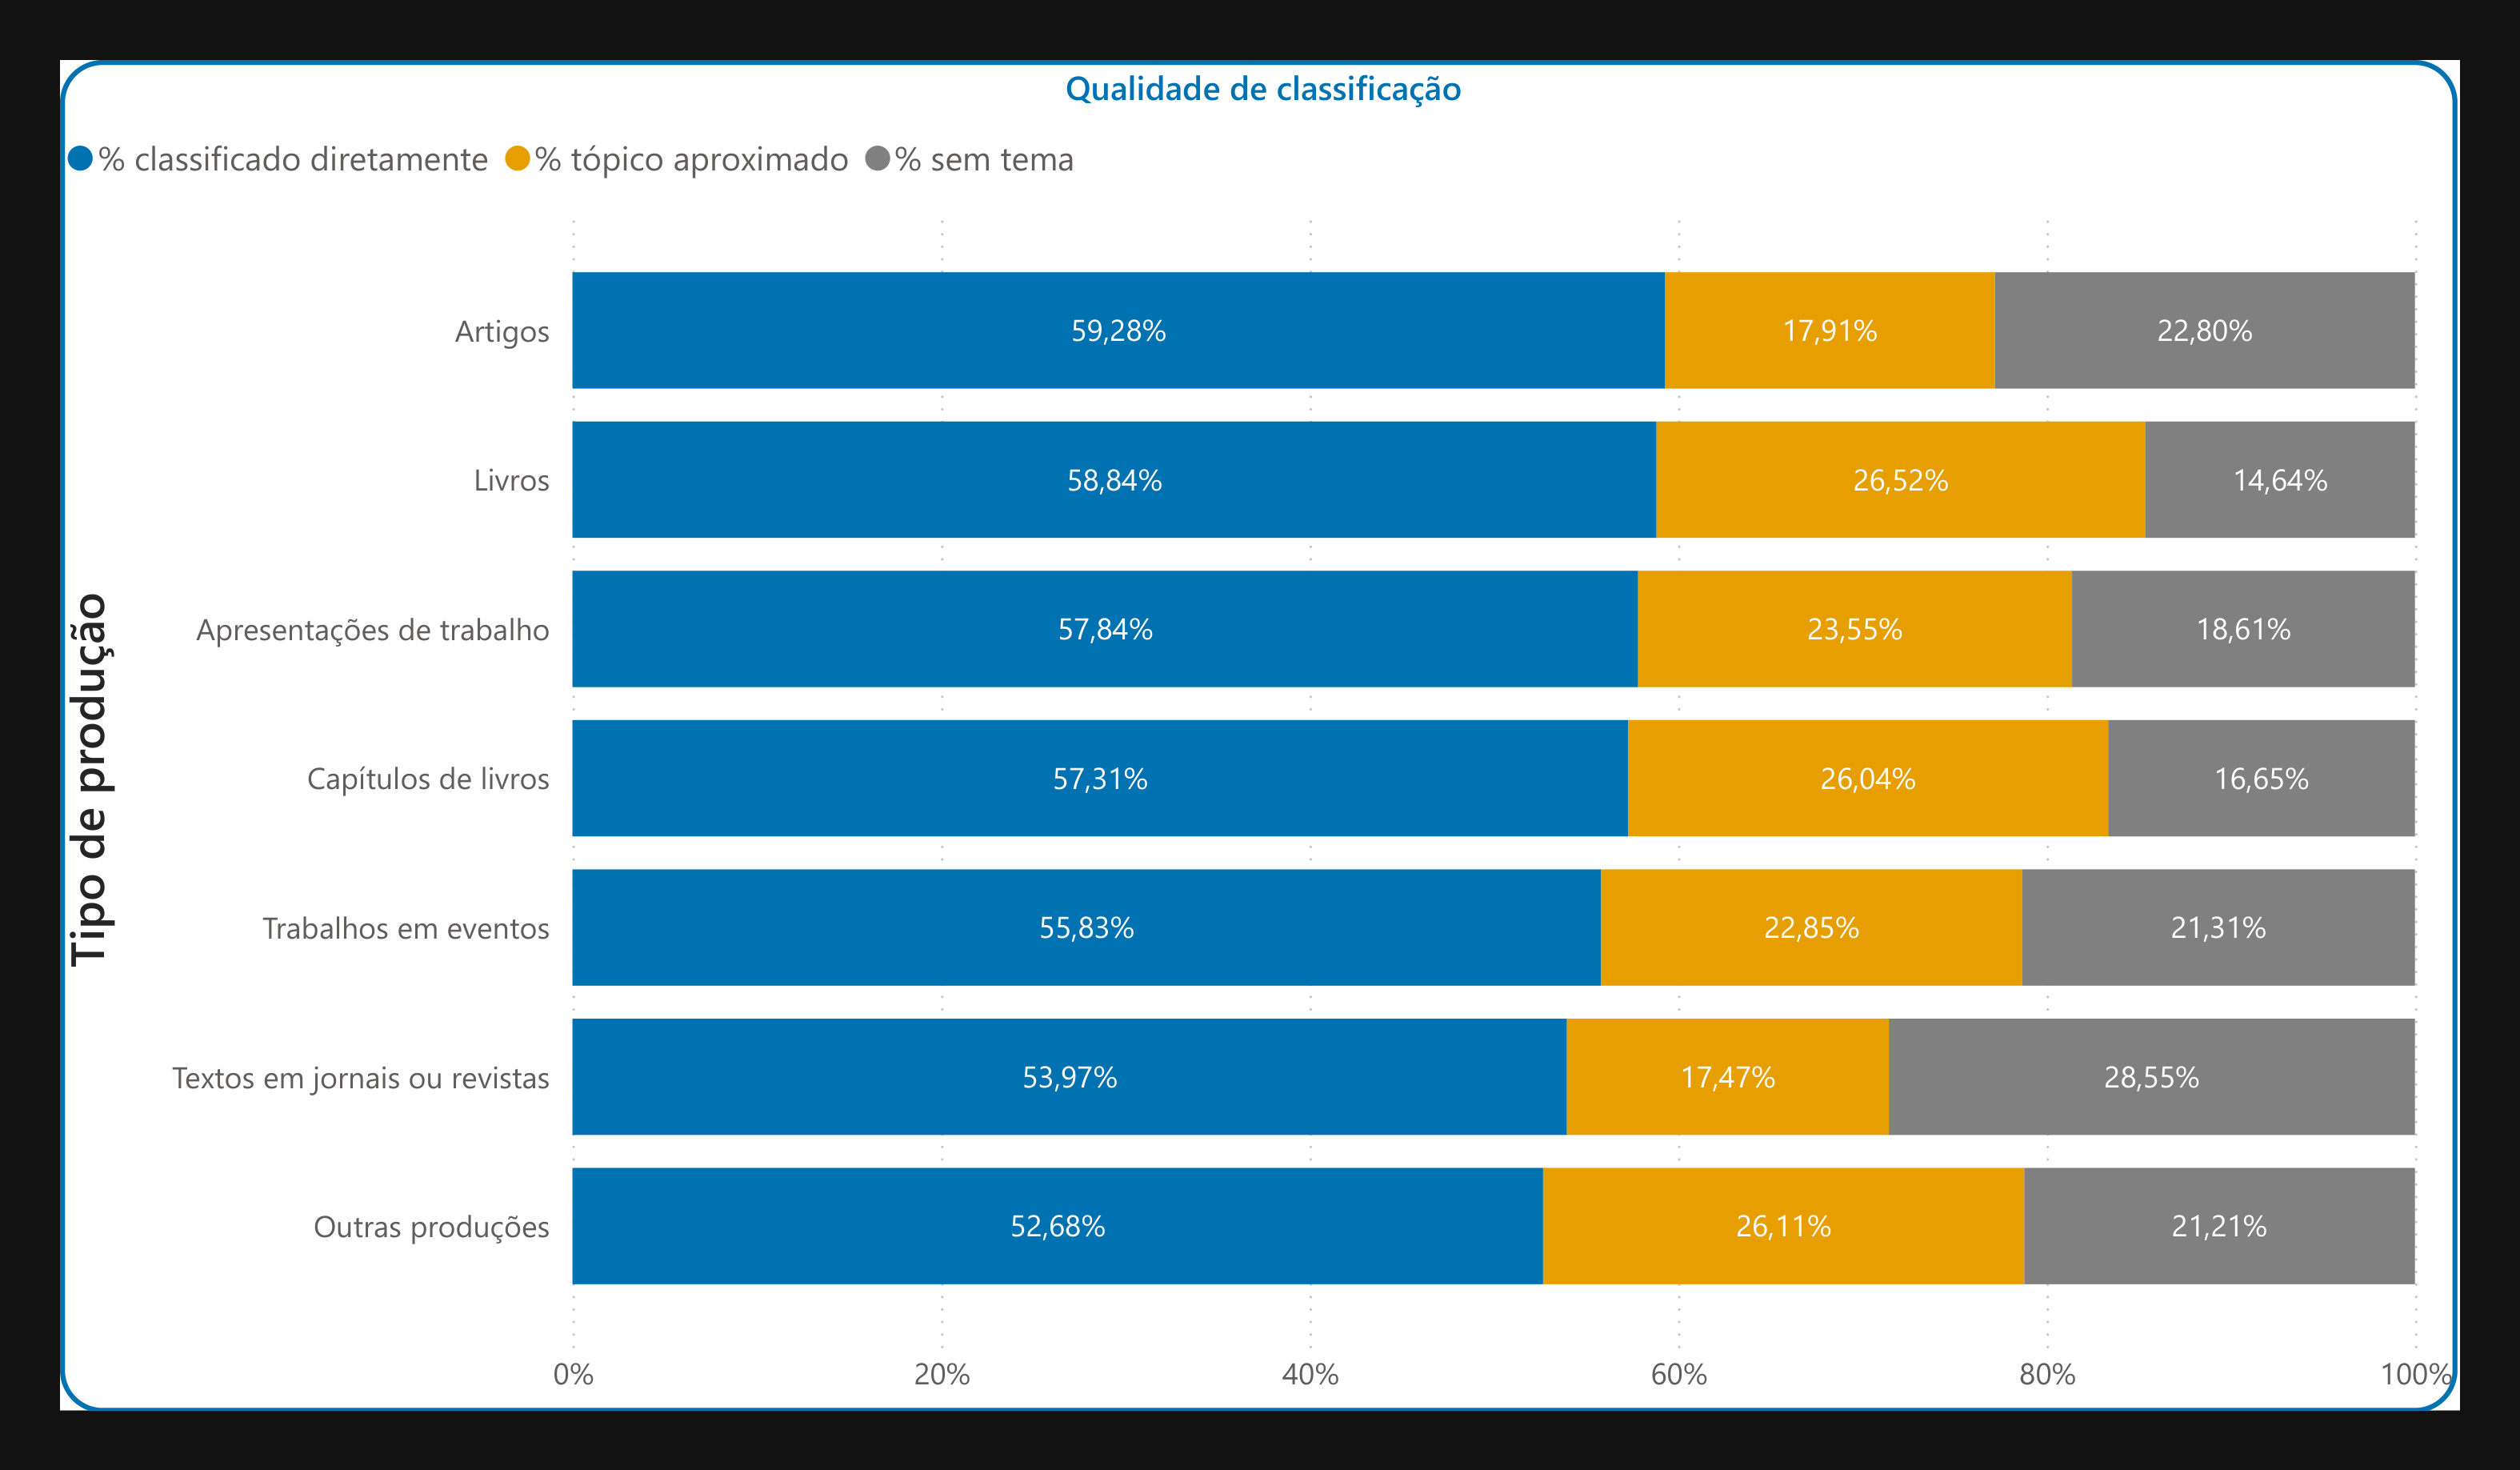 Qualidade de classificação
% classificado diretamente % tópico aproximado % sem tema
Tipo de produção
Artigos 59,28% 17,91% 22,80%
Livros 58,84% 26,52% 14,64%
Apresentações de trabalho 57,84% 23,55% 18,61%
Capítulos de livros 57,31% 26,04% 16,65%
Trabalhos em eventos 55,83% 22,85% 21,31%
Textos em jornais ou revistas 53,97% 17,47% 28,55%
Outras produções 52,68% 26,11% 21,21%
0% 20% 40% 60% 80% 100%